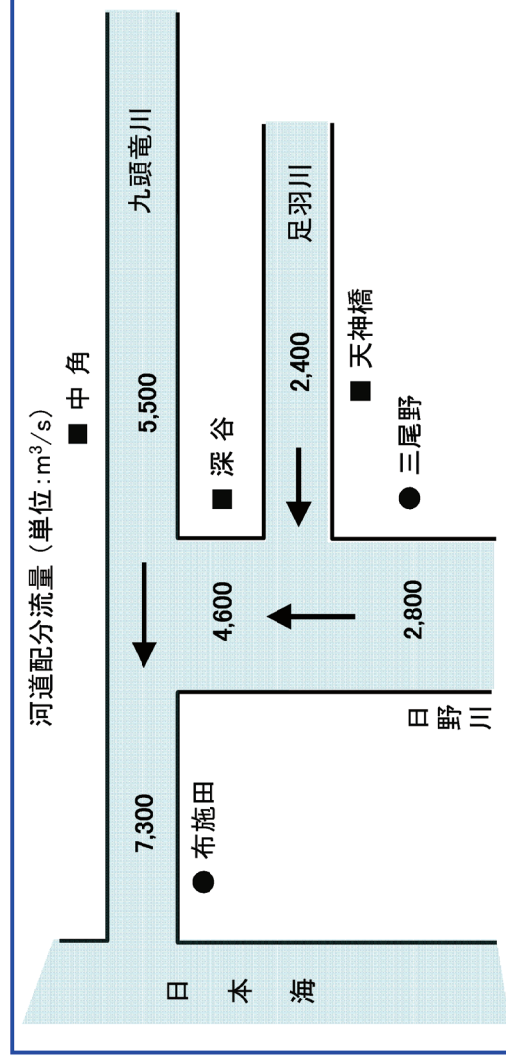 河道配分流量（単位：m³/s）
■ 中 角
九頭竜川
7,300
5,500
布施田
■ 深 谷
足羽川
4,600
2,400
■ 天神橋
2,800
● 三尾野
日野川
日 本 海